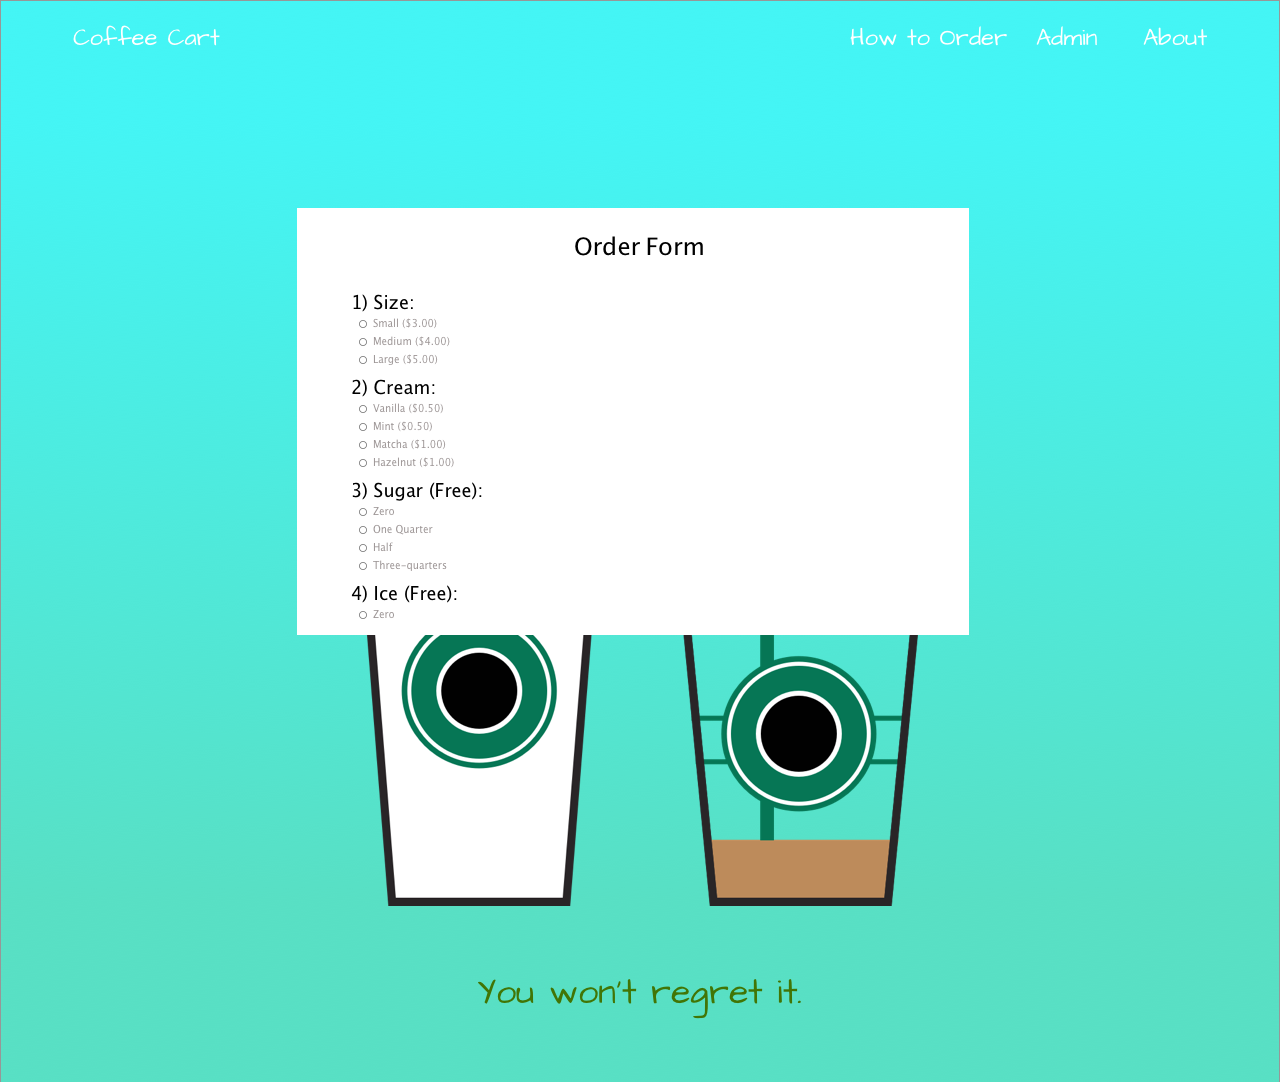 Coffee Cart
How to Order
Admin
About
Order Form
1) Size:
Small ($3.00)
Medium ($4.00)
Large ($5.00)
2) Cream:
Vanilla ($0.50)
Mint ($0.50)
Matcha ($1.00)
Hazelnut ($1.00)
3) Sugar (Free):
Zero
One Quarter
Half
Three-quarters
4) Ice (Free):
Zero
You won't regret it.